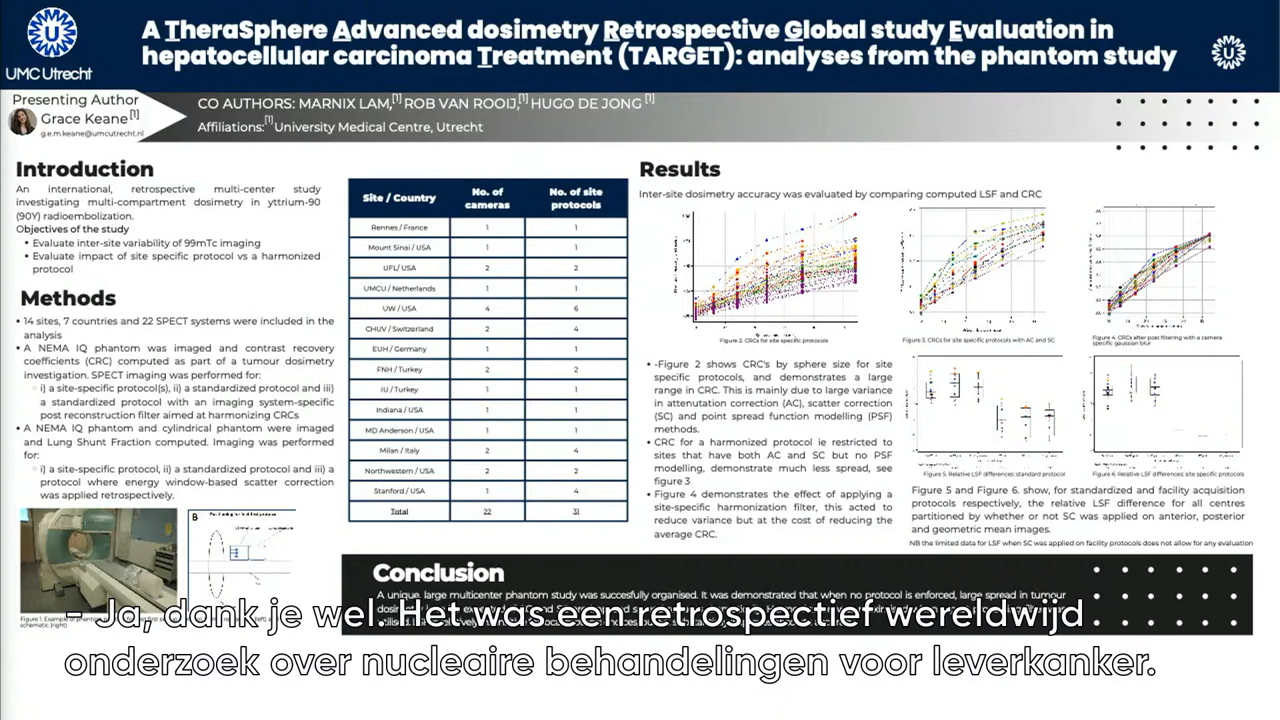 A TheraSphere Advanced dosimetry Retrospective Global study Evaluation in
hepatocellular carcinoma Treatment (TARGET): analyses from the phantom study
UMC Utrecht
Presenting Author
Grace Keane[1]
g.e.m.keane@umcutrecht.nl
CO AUTHORS: MARNIX LAM,[1] ROB VAN ROOIJ,[1] HUGO DE JONG [1]
Affiliations:[1]University Medical Centre, Utrecht
Introduction
An international, retrospective multi-center study
investigating multi-compartment dosimetry in yttrium-90
(90Y) radioembolization.
Objectives of the study
• Evaluate inter-site variability of 99mTc imaging
• Evaluate impact of site specific protocol vs a harmonized
protocol
Methods
• 14 sites, 7 countries and 22 SPECT systems were included in the
analysis
• A NEMA IQ phantom was imaged and contrast recovery
coefficients (CRC) computed as part of a tumour dosimetry
investigation. SPECT imaging was performed for:
i) a site-specific protocol(s), ii) a standardized protocol and iii)
a standardized protocol with an imaging system-specific
post reconstruction filter aimed at harmonizing CRCs
• A NEMA IQ phantom and cylindrical phantom were imaged
and Lung Shunt Fraction computed. Imaging was performed
for:
i) a site-specific protocol, ii) a standardized protocol and iii) a
protocol where energy window-based scatter correction
was applied retrospectively.
B
Site / Country No. of cameras No. of site protocols
Rennes / France 1 1
Mount Sinai / USA 1 1
UFL/ USA 2 2
UMCU / Netherlands 1 1
UW / USA 4 6
CHUV / Switzerland 2 4
EUH / Germany 1 1
FNH / Turkey 2 2
IU / Turkey 1 1
Indiana / USA 1 1
MD Anderson / USA 1 1
Milan / Italy 2 4
Northwestern / USA 2 2
Stanford / USA 1 4
Total 22 31
Results
Inter-site dosimetry accuracy was evaluated by comparing computed LSF and CRC
Figure 2. CRCs for site specific protocols
Figure 3. CRCs for site specific protocols with AC and SC
Figure 4. CRCs after post filtering with a camera
specific gaussian blur
• -Figure 2 shows CRC's by sphere size for site
specific protocols, and demonstrates a large
range in CRC. This is mainly due to large variance
in attenutation correction (AC), scatter correction
(SC) and point spread function modelling (PSF)
methods.
• CRC for a harmonized protocol ie restricted to
sites that have both AC and SC but no PSF
modelling, demonstrate much less spread, see
figure 3
• Figure 4 demonstrates the effect of applying a
site-specific harmonization filter, this acted to
reduce variance but at the cost of reducing the
average CRC.
Figure 5. Relative LSF differences: standard protocol
Figure 6. Relative LSF differences: site specific protocols
Figure 5 and Figure 6. show, for standardized and facility acquisition
protocols respectively, the relative LSF difference for all centres
partitioned by whether or not SC was applied on anterior, posterior
and geometric mean images.
NB the limited data for LSF when SC was applied on facility protocols does not allow for any evaluation
Conclusion
A unique, large multicenter phantom study was succesfully organised. It was demonstrated that when no protocol is enforced, large spread in tumour
- Ja, dank je wel. Het was een retrospectief wereldwijd
onderzoek over nucleaire behandelingen voor leverkanker.